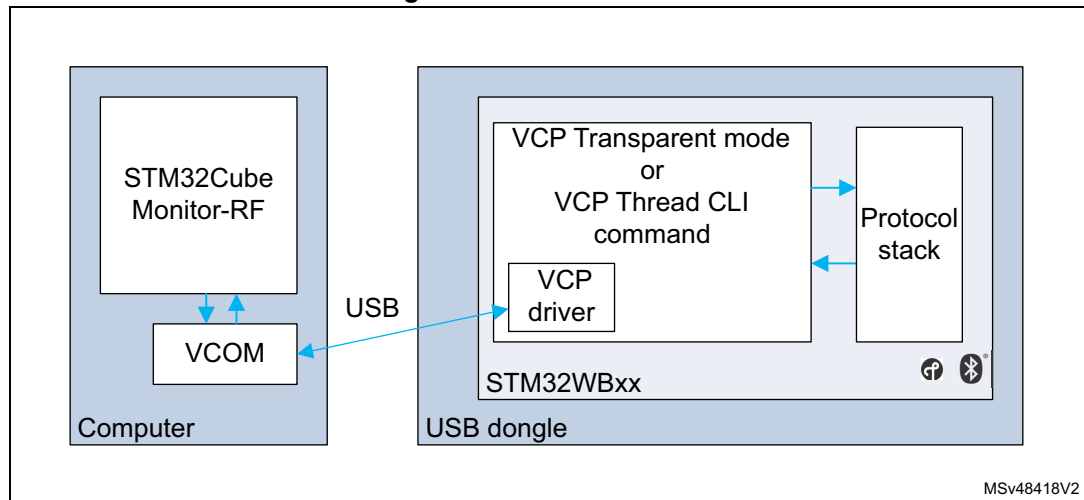 STM32Cube
Monitor-RF
VCOM
Computer
USB
VCP Transparent mode
or
VCP Thread CLI
command
VCP
driver
Protocol
stack
STM32WBxx
USB dongle
MSv48418V2